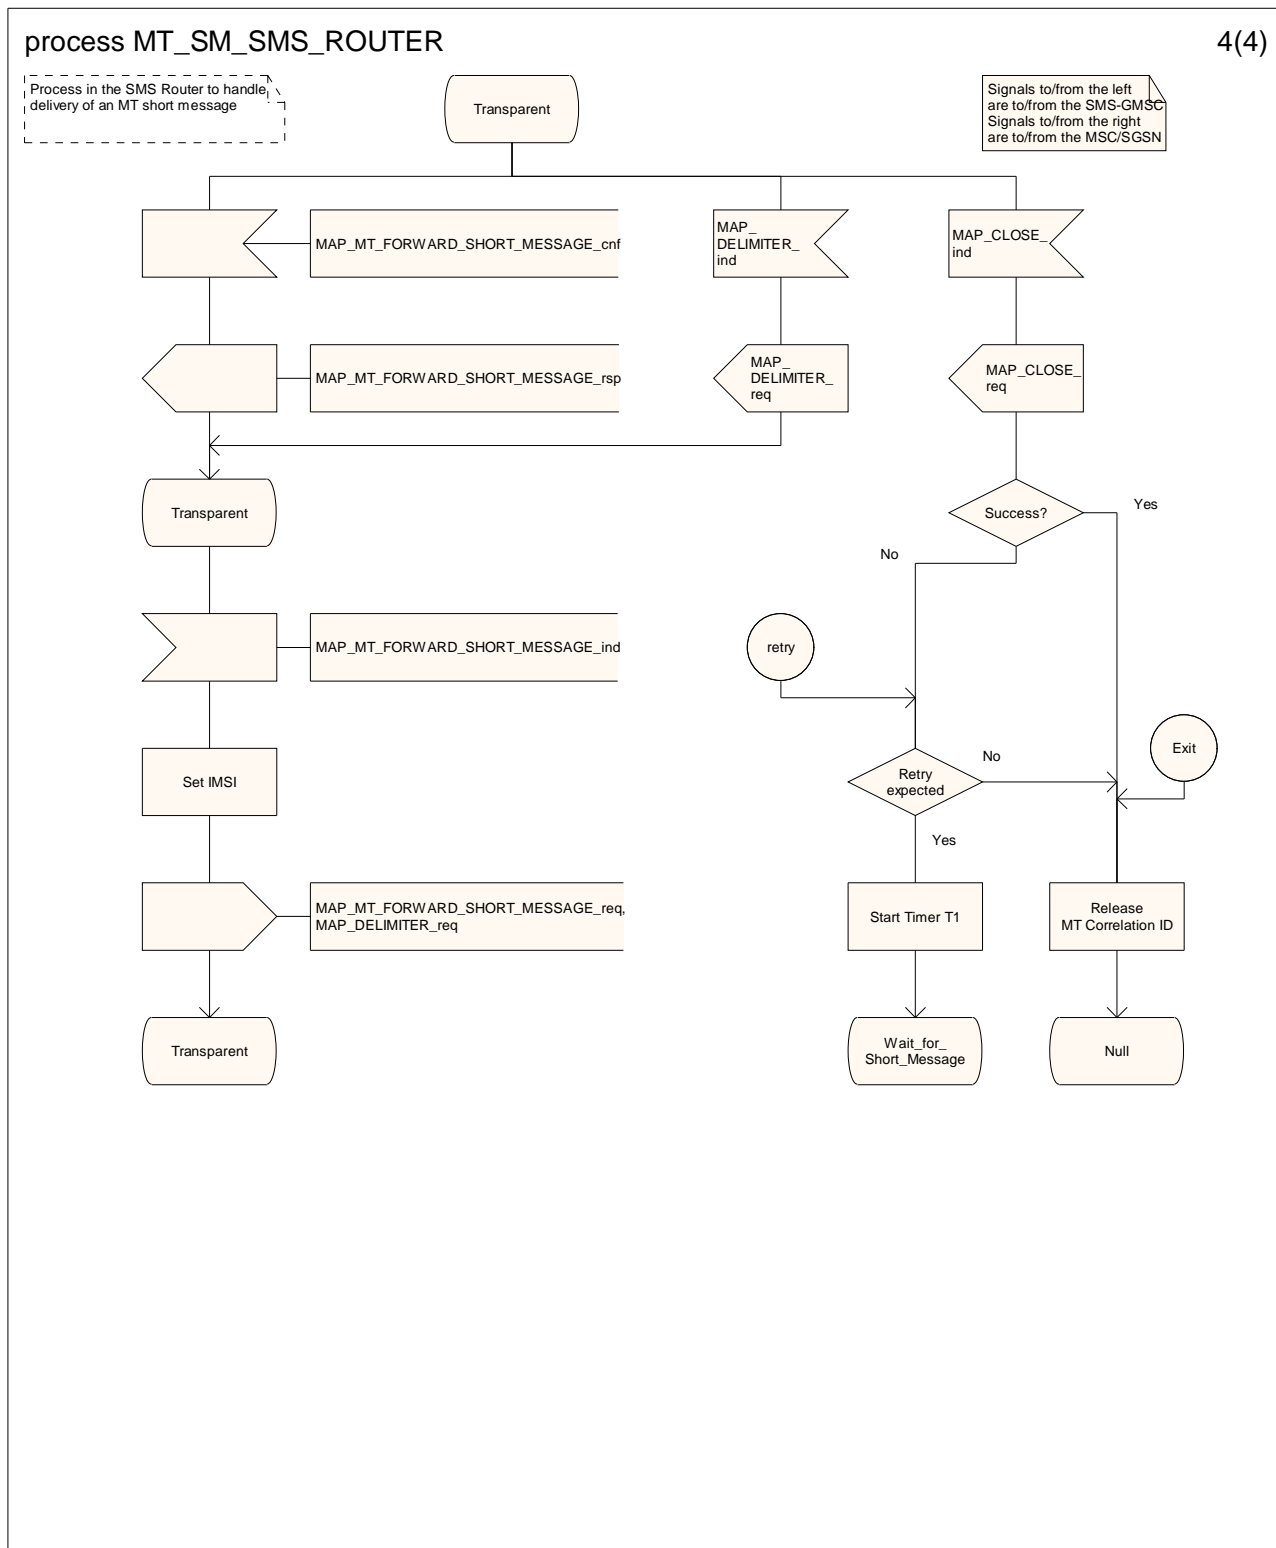 process MT_SM_SMS_ROUTER
4(4)
Process in the SMS Router to handle
delivery of an MT short message
Transparent
Signals to/from the left
are to/from the SMS-GMSC
Signals to/from the right
are to/from the MSC/SGSN
MAP_MT_FORWARD_SHORT_MESSAGE_cnf
MAP_
DELIMITER_
ind
MAP_CLOSE_
ind
MAP_MT_FORWARD_SHORT_MESSAGE_rsp
MAP_
DELIMITER_
req
MAP_CLOSE_
req
Transparent
Success?
Yes
No
MAP_MT_FORWARD_SHORT_MESSAGE_ind
retry
Set IMSI
Retry
expected
No
Exit
Yes
MAP_MT_FORWARD_SHORT_MESSAGE_req,
MAP_DELIMITER_req
Start Timer T1
Release
MT Correlation ID
Transparent
Wait_for_
Short_Message
Null